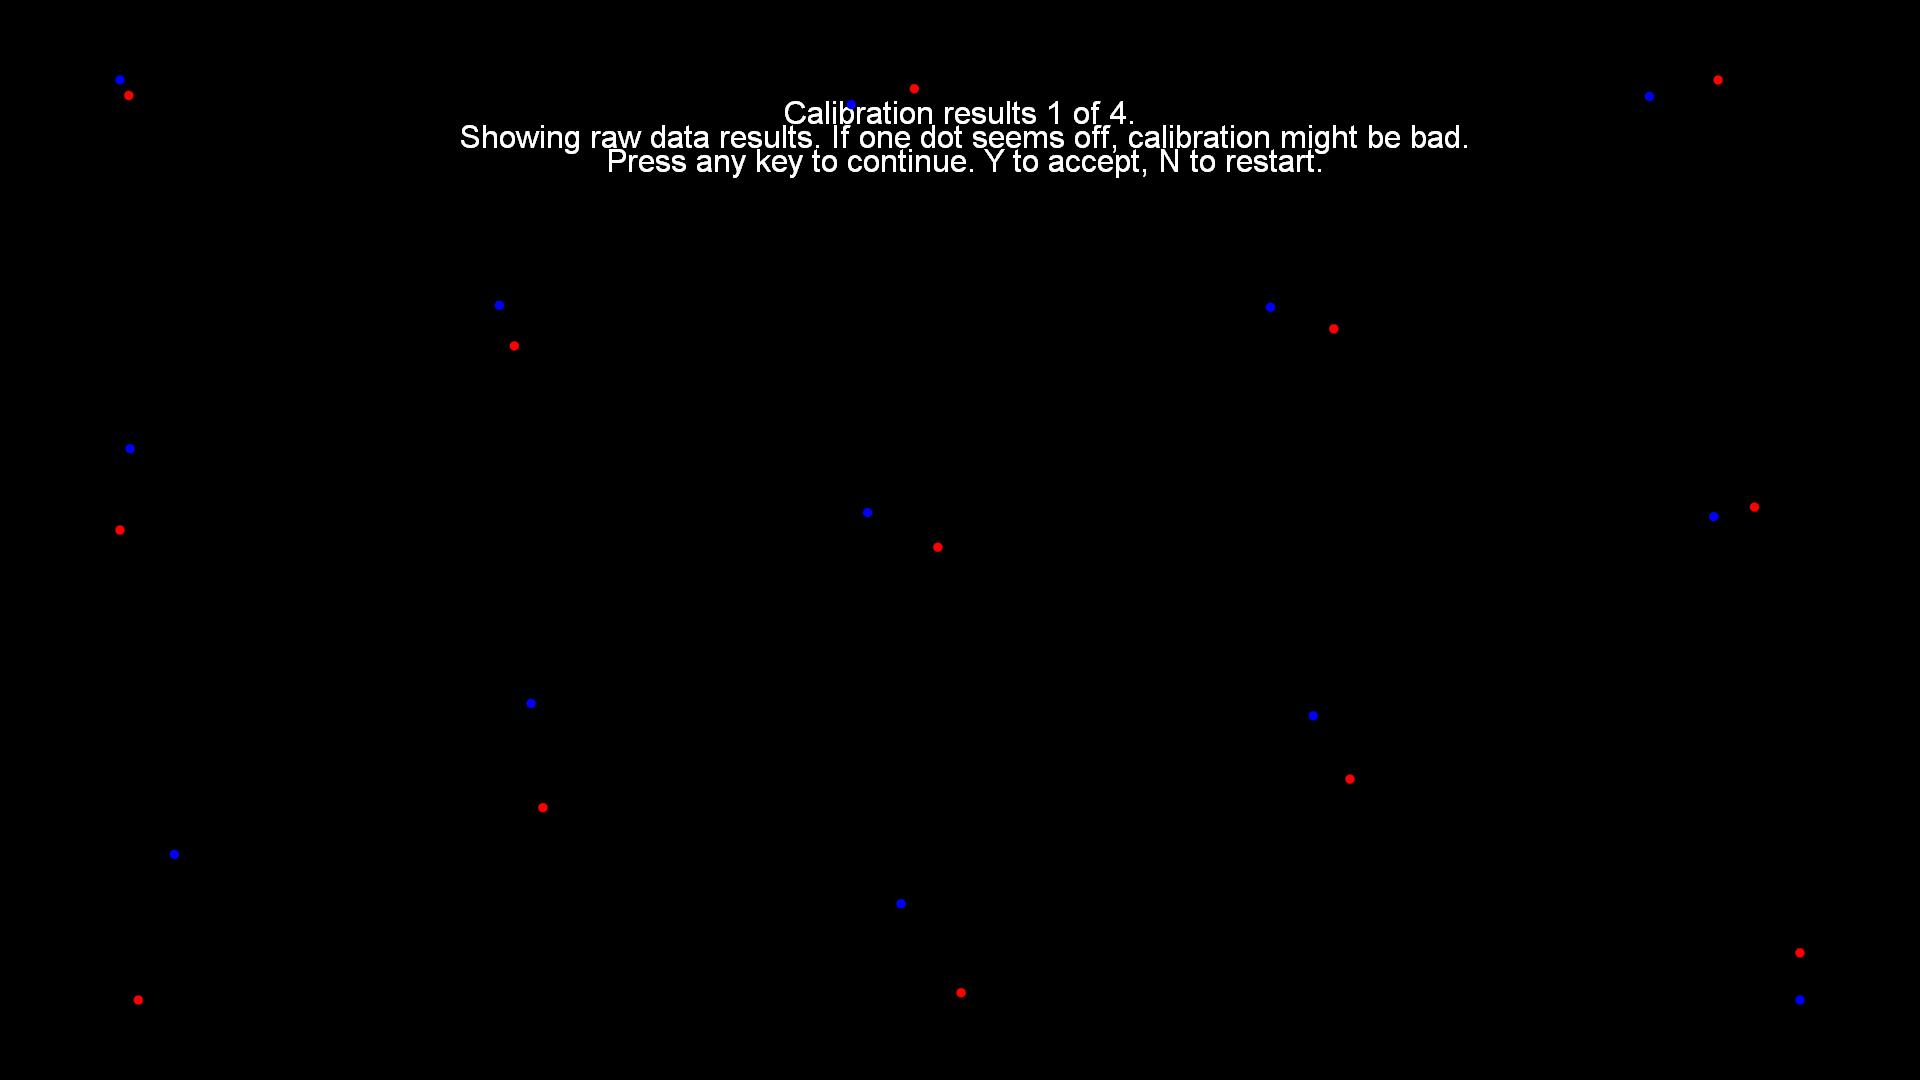 Calibration results 1 of 4.
Showing raw data results. If one dot seems off, calibration might be bad.
Press any key to continue. Y to accept, N to restart.